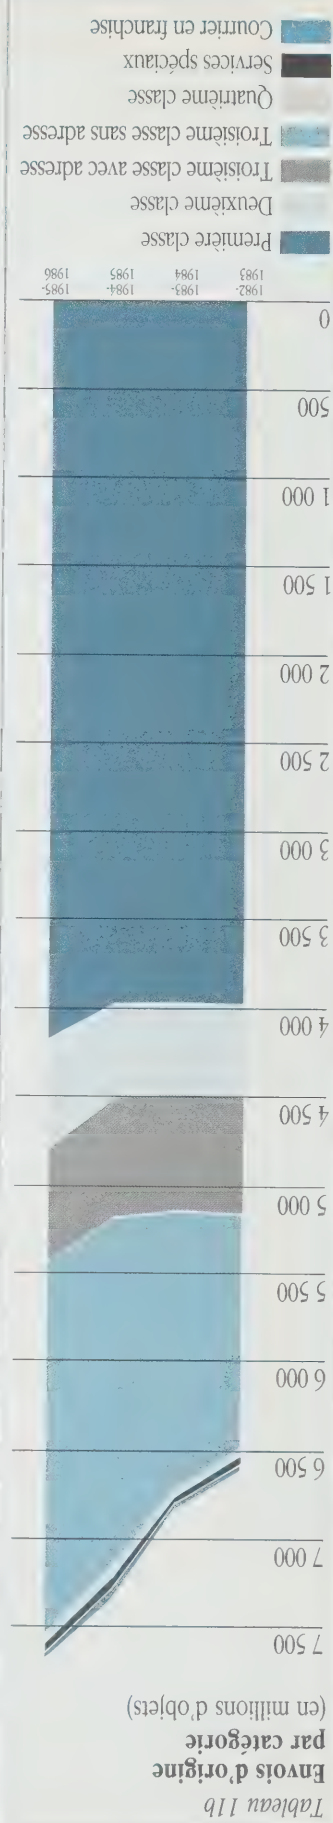 Tableau 11b
Envois d'origine
par catégorie
(en millions d'objets)
7 500
7 000
6 500
6 000
5 500
5 000
4 500
4 000
3 500
3 000
2 500
2 000
1 500
1 000
500
0
1982- 1983- 1984- 1985-
1983 1984 1985 1986
Première classe
Deuxième classe
Troisième classe avec adresse
Troisième classe sans adresse
Quatrième classe
Services spéciaux
Courrier en franchise